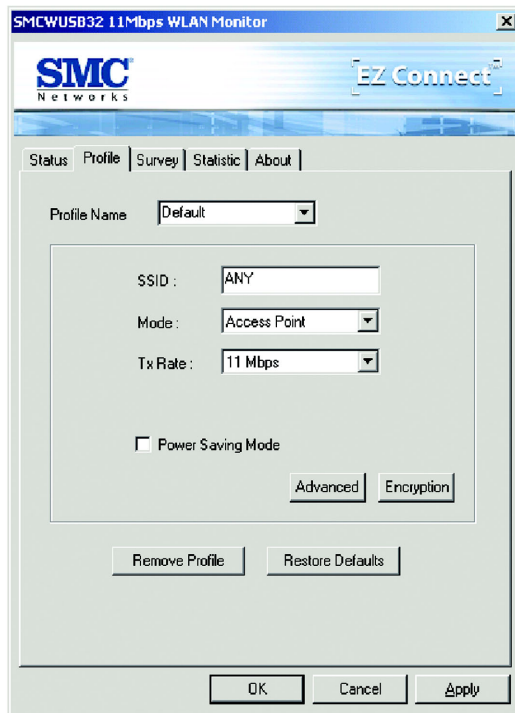 SMCWUSB32 11Mbps WLAN Monitor
SMC®
Networks
EZ Connect™
Status Profile Survey Statistic About
Profile Name Default
SSID : ANY
Mode : Access Point
Tx Rate : 11 Mbps
Power Saving Mode
Advanced Encryption
Remove Profile Restore Defaults
OK Cancel Apply